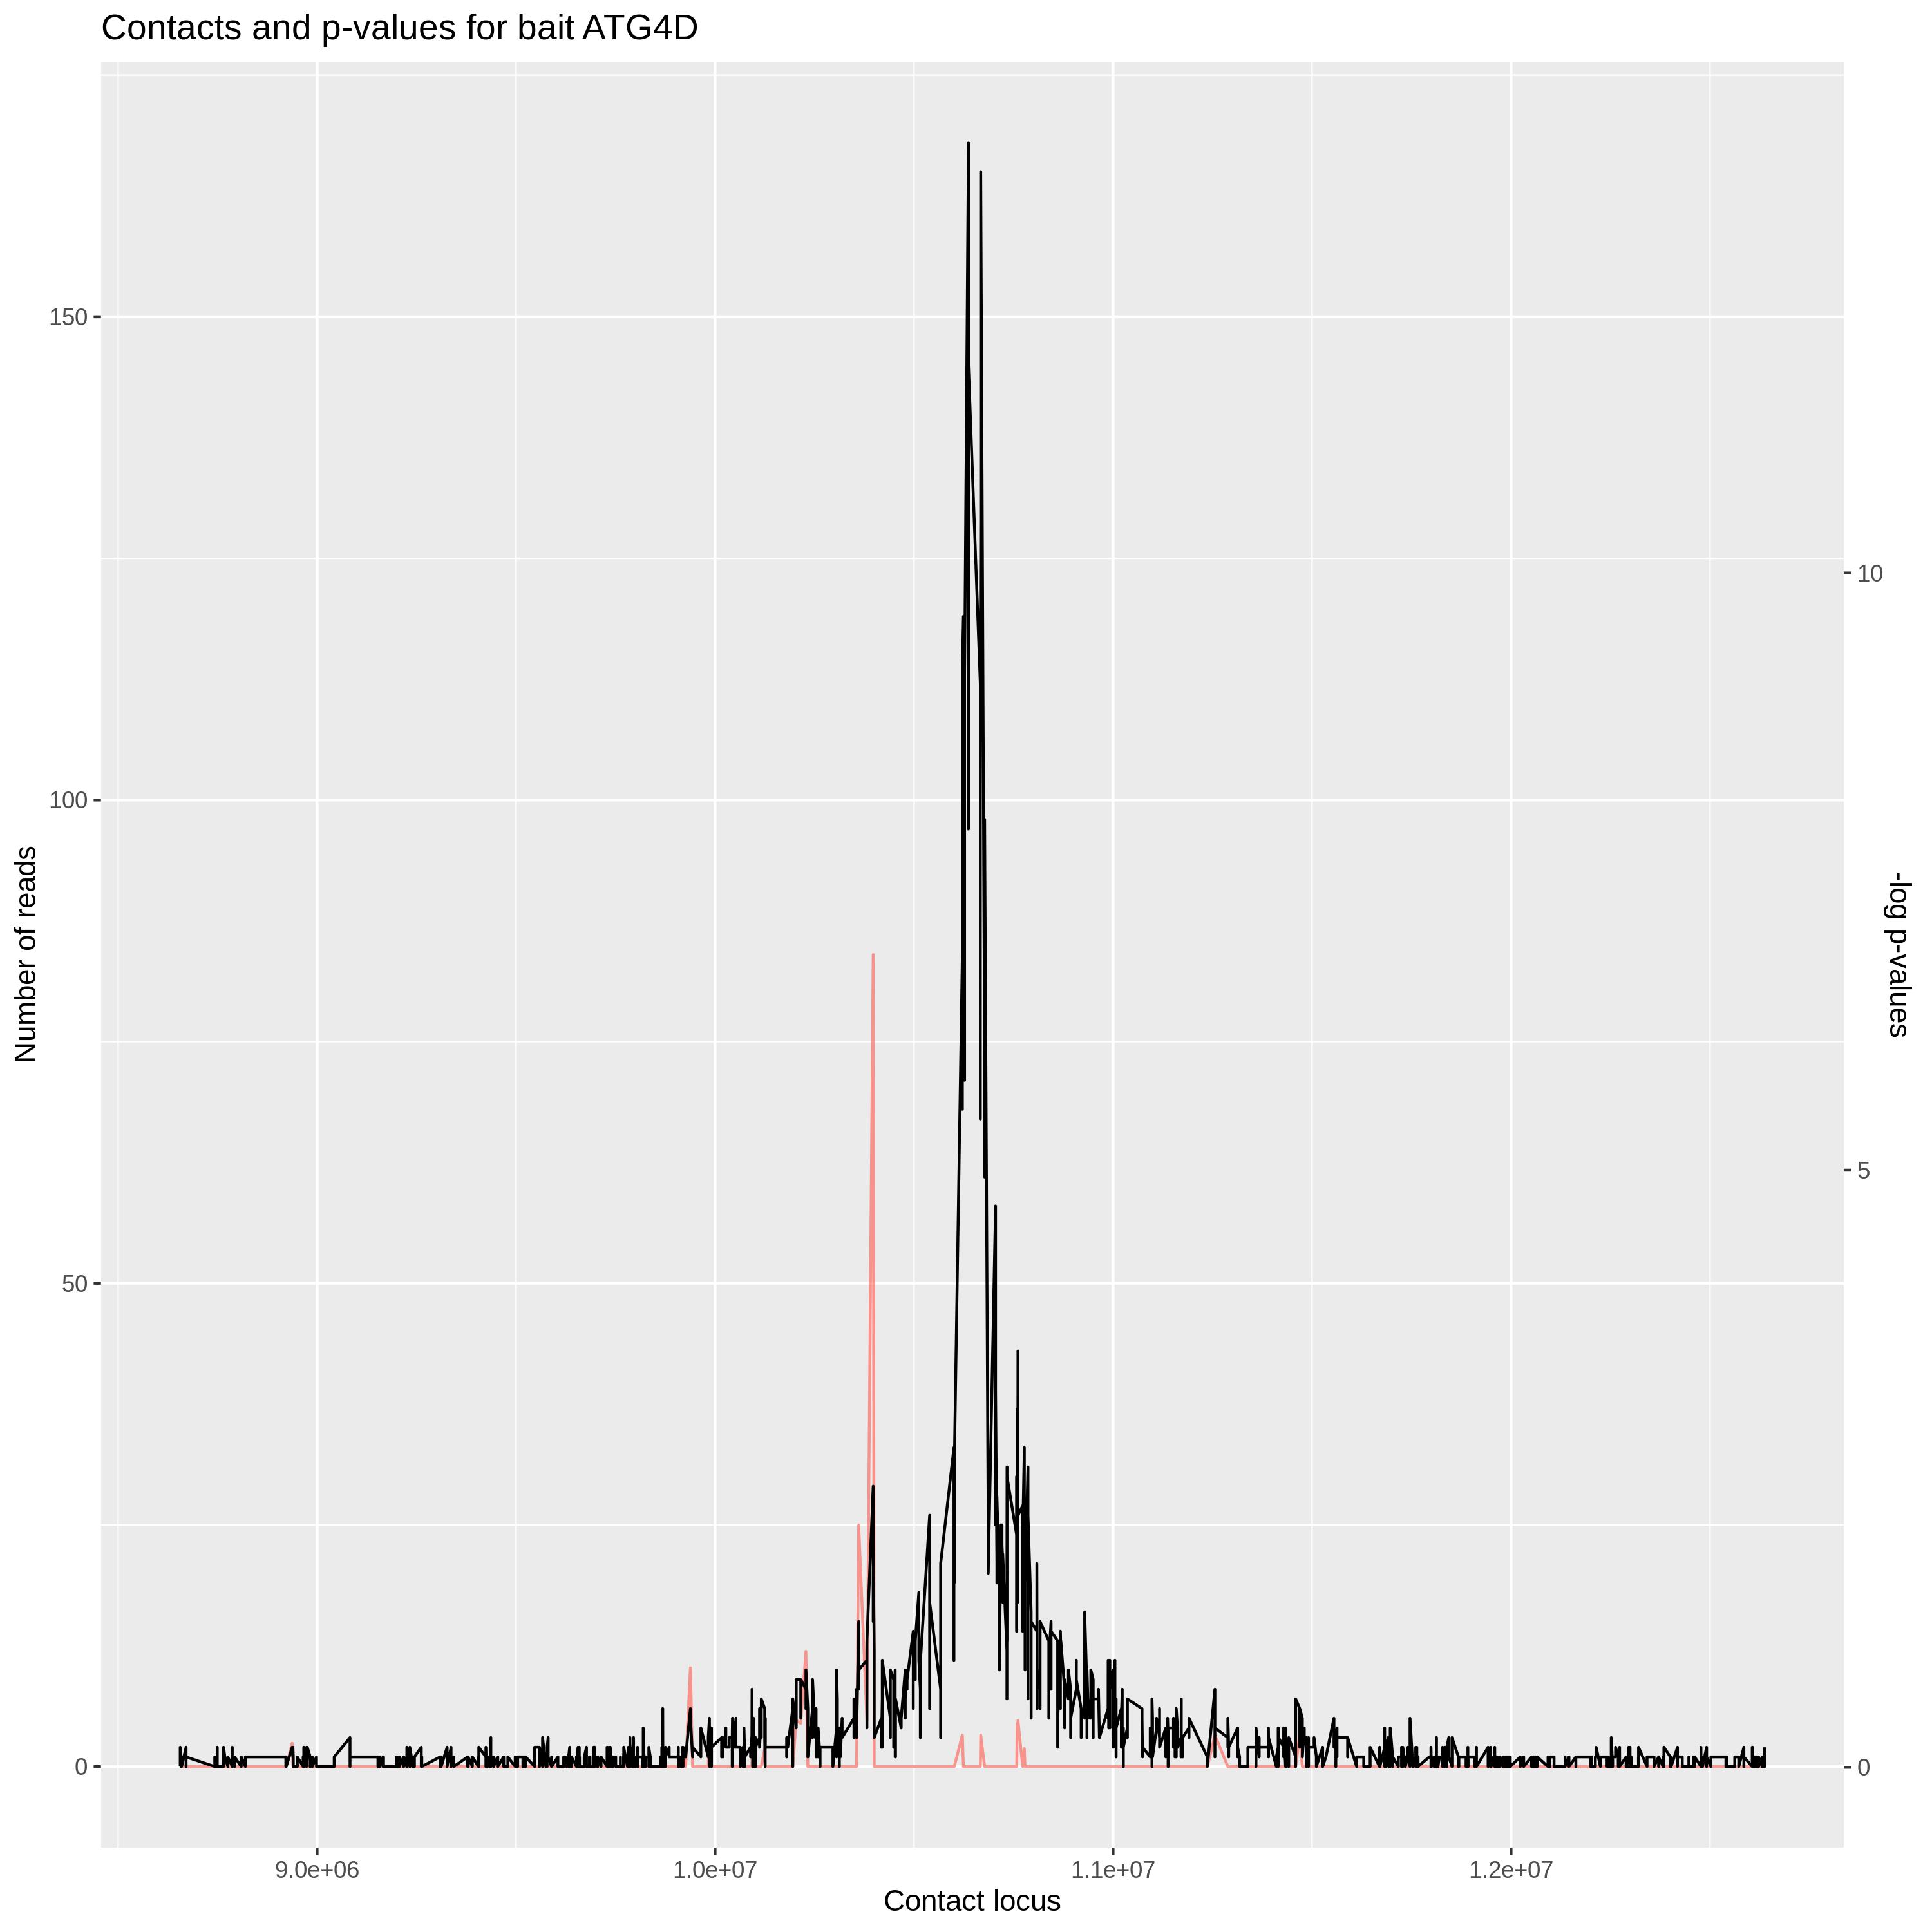 Contacts and p-values for bait ATG4D
150
100
50
0
Number of reads
10
5
0
-log p-values
9.0e+06
1.0e+07
1.1e+07
1.2e+07
Contact locus